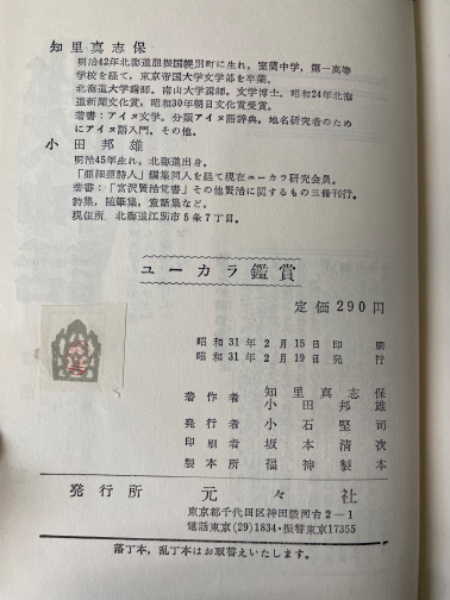 知里真志保
明治42年北海道胆振国幌別町に生れ，室蘭中学，第一高等
学校を経て，東京帝国大学文学部を卒業。
北海道大学講師，南山大学講師，文学博士，昭和24年北海
道新聞文化賞，昭和30年朝日文化賞受賞。
著書：アイヌ文学。分類アイヌ語辞典。地名研究者のため
にアイヌ語入門，その他。
小田邦雄
明治45年生れ。北海道出身。
「亜細亜詩人」編集同人を経て現在ユーカラ研究会員。
著書：「宮沢賢治覚書」その他賢治に関するもの三冊刊行。
詩集，随筆集，童話集など。
現住所　北海道江別市5条7丁目。
ユーカラ鑑賞
定価290円
昭和31年2月15日　印刷
昭和31年2月19日　発行
著作者　知里真志保
小田邦雄
発行者　小石堅司
印刷者　坂本清次
製本所　福神製本
発行所　元々社
東京都千代田区神田駿河台2－1
電話東京(29)1834・振替東京17355
落丁本，乱丁本はお取替えいたします。